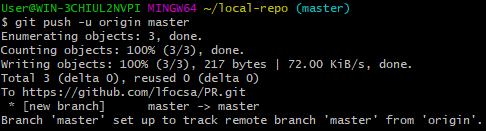 User@WIN-3CHIUL2NVPI MINGW64 ~/local-repo (master)
$ git push -u origin master
Enumerating objects: 3, done.
Counting objects: 100% (3/3), done.
Writing objects: 100% (3/3), 217 bytes | 72.00 KiB/s, done.
Total 3 (delta 0), reused 0 (delta 0)
To https://github.com/lfocsa/PR.git
 * [new branch]      master -> master
Branch 'master' set up to track remote branch 'master' from 'origin'.